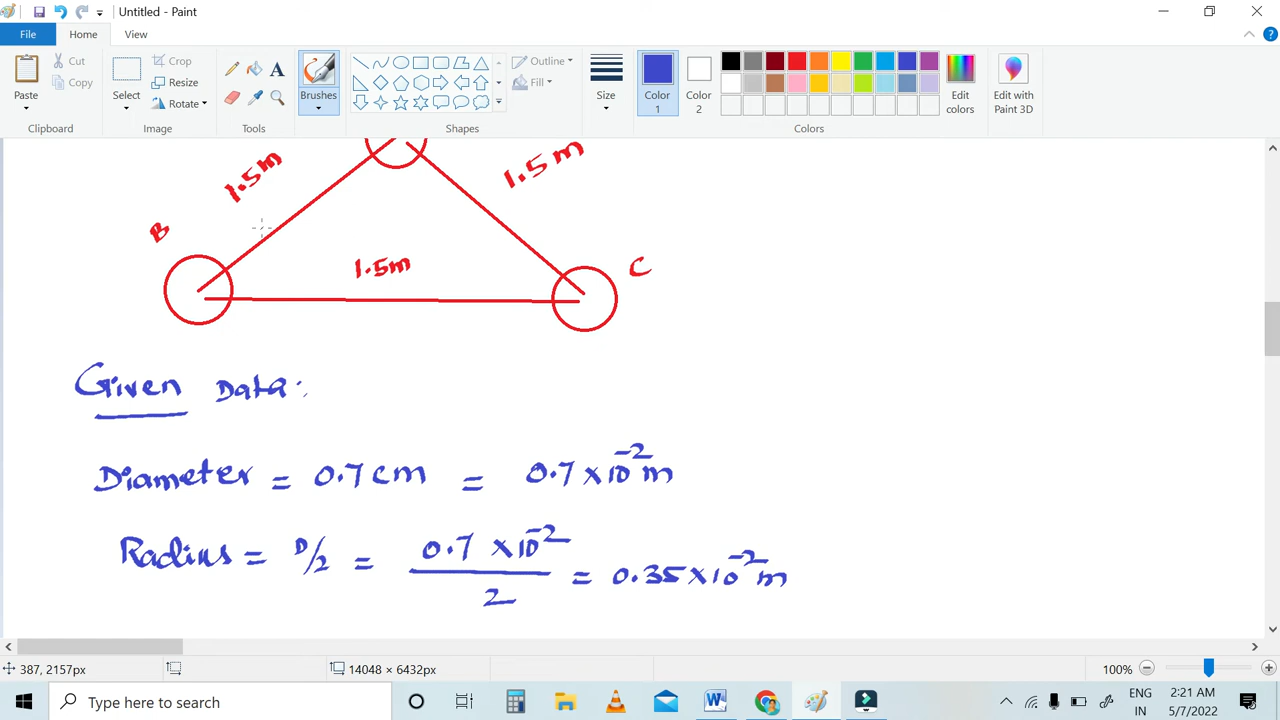 Untitled - Paint
File
Home
View
Paste
Cut
Copy
Clipboard
Select
Crop
Resize
Rotate
Image
A
Tools
Brushes
Outline
Fill
Shapes
Size
Color 1
Color 2
Edit colors
Colors
Edit with Paint 3D
1.5m
1.5m
B
1.5m
C
Given Data:
Diameter = 0.7 cm = 0.7 × 10⁻² m
Radius = D/2 = 0.7 × 10⁻² / 2 = 0.35 × 10⁻² m
387, 2157px
14048 × 6432px
100%
Type here to search
W
ENG
IN
2:21 AM
5/7/2022